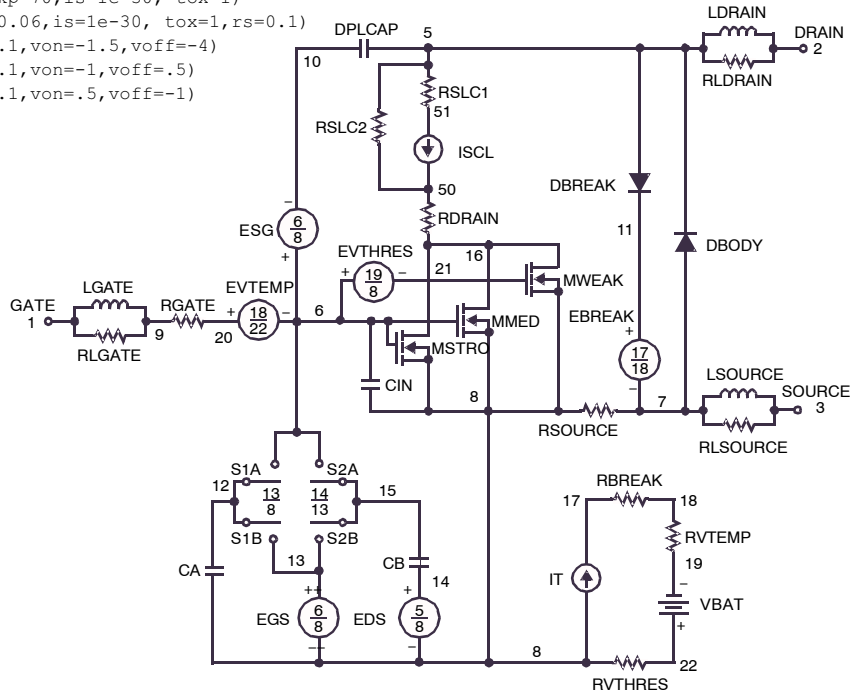 kp=70,is=1e-30, tox=1)
0.06,is=1e-30, tox=1,rs=0.1)
.1,von=-1.5,voff=-4)
.1,von=-1,voff=.5)
.1,von=.5,voff=-1)
LDRAIN
DPLCAP 5 DRAIN
10 2
RSLC1 RLDRAIN
51
RSLC2
ISCL
50
DBREAK
RDRAIN
ESG 6 8
11
DBODY
EVTHRES 16
+ 19 8 - 21
MWEAK
LGATE EVTEMP
GATE RGATE + 18 22 - 6
1
MMED
EBREAK +
9 20
MSTRO
17 18
RLGATE
LSOURCE
CIN
8 7
SOURCE
3
RSOURCE
RLSOURCE
S1A S2A
12 13 8 14 13 15
S1B S2B
13
RBREAK
17 18
RVTEMP
CA CB
19
IT
14
VBAT
++ +
EGS 6 8 EDS 5 8
-- -
+
8 22
RVTHRES